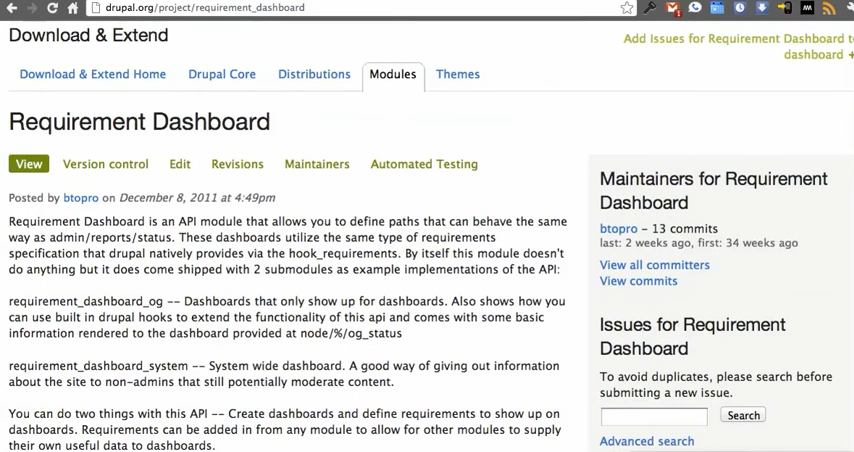 drupal.org/project/requirement_dashboard
Download & Extend
Add Issues for Requirement Dashboard to
dashboard +
Download & Extend Home Drupal Core Distributions Modules Themes
Requirement Dashboard
View Version control Edit Revisions Maintainers Automated Testing
Posted by btopro on December 8, 2011 at 4:49pm
Requirement Dashboard is an API module that allows you to define paths that can behave the same
way as admin/reports/status. These dashboards utilize the same type of requirements
specification that drupal natively provides via the hook_requirements. By itself this module doesn't
do anything but it does come shipped with 2 submodules as example implementations of the API:
requirement_dashboard_og -- Dashboards that only show up for dashboards. Also shows how you
can use built in drupal hooks to extend the functionality of this api and comes with some basic
information rendered to the dashboard provided at node/%/og_status
requirement_dashboard_system -- System wide dashboard. A good way of giving out information
about the site to non-admins that still potentially moderate content.
You can do two things with this API -- Create dashboards and define requirements to show up on
dashboards. Requirements can be added in from any module to allow for other modules to supply
their own useful data to dashboards.
Maintainers for Requirement
Dashboard
btopro – 13 commits
last: 2 weeks ago, first: 34 weeks ago
View all committers
View commits
Issues for Requirement
Dashboard
To avoid duplicates, please search before
submitting a new issue.
Search
Advanced search